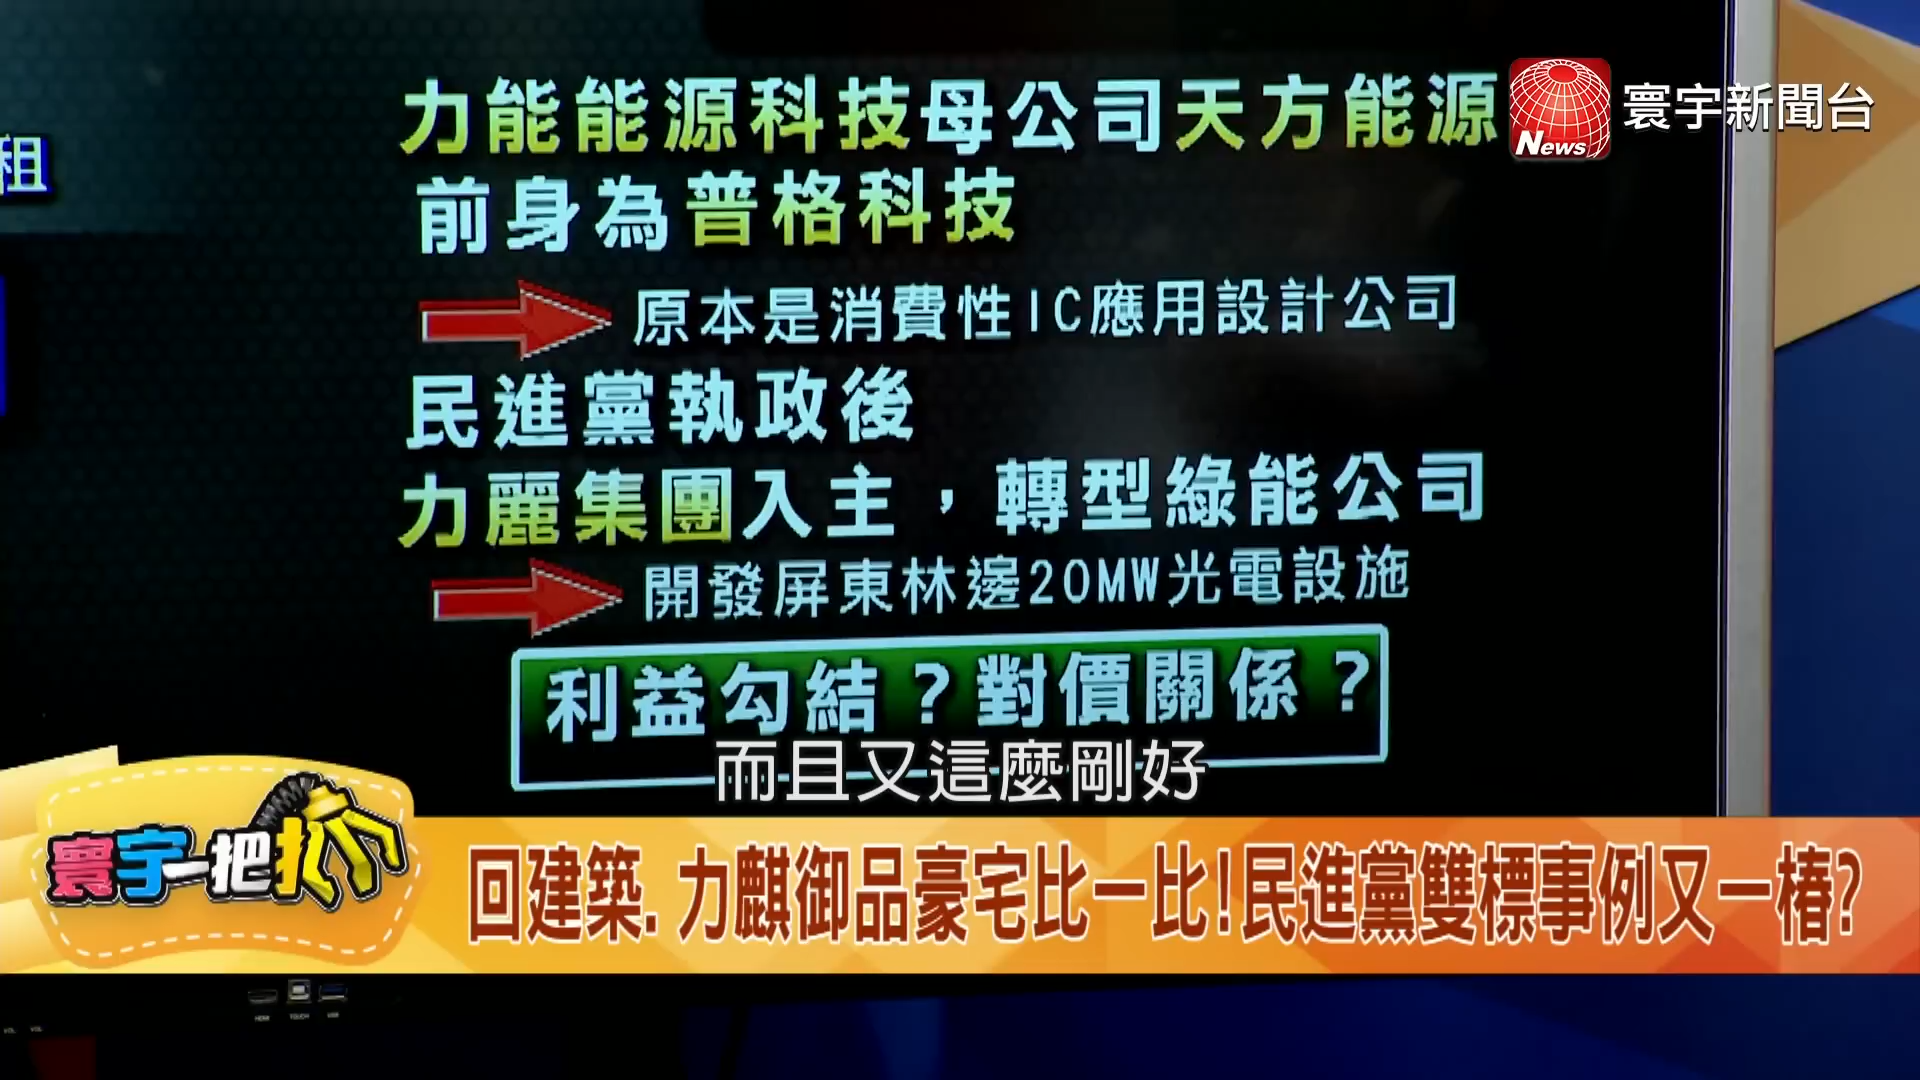 寰宇新聞台
News
租
力能能源科技母公司天方能源
前身為普格科技
原本是消費性IC應用設計公司
民進黨執政後
力麗集團入主，轉型綠能公司
開發屏東林邊20MW光電設施
利益勾結？對價關係？
而且又這麼剛好
寰宇一把抓
回建築.力麒御品豪宅比一比!民進黨雙標事例又一樁?
HDMI
TOUCH
USB
VOL
VOL